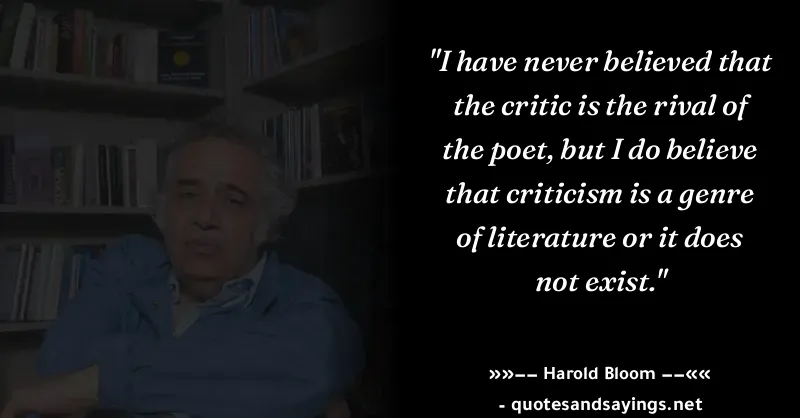 "I have never believed that
the critic is the rival of
the poet, but I do believe
that criticism is a genre
of literature or it does
not exist."
»»−− Harold Bloom −−««
- quotesandsayings.net